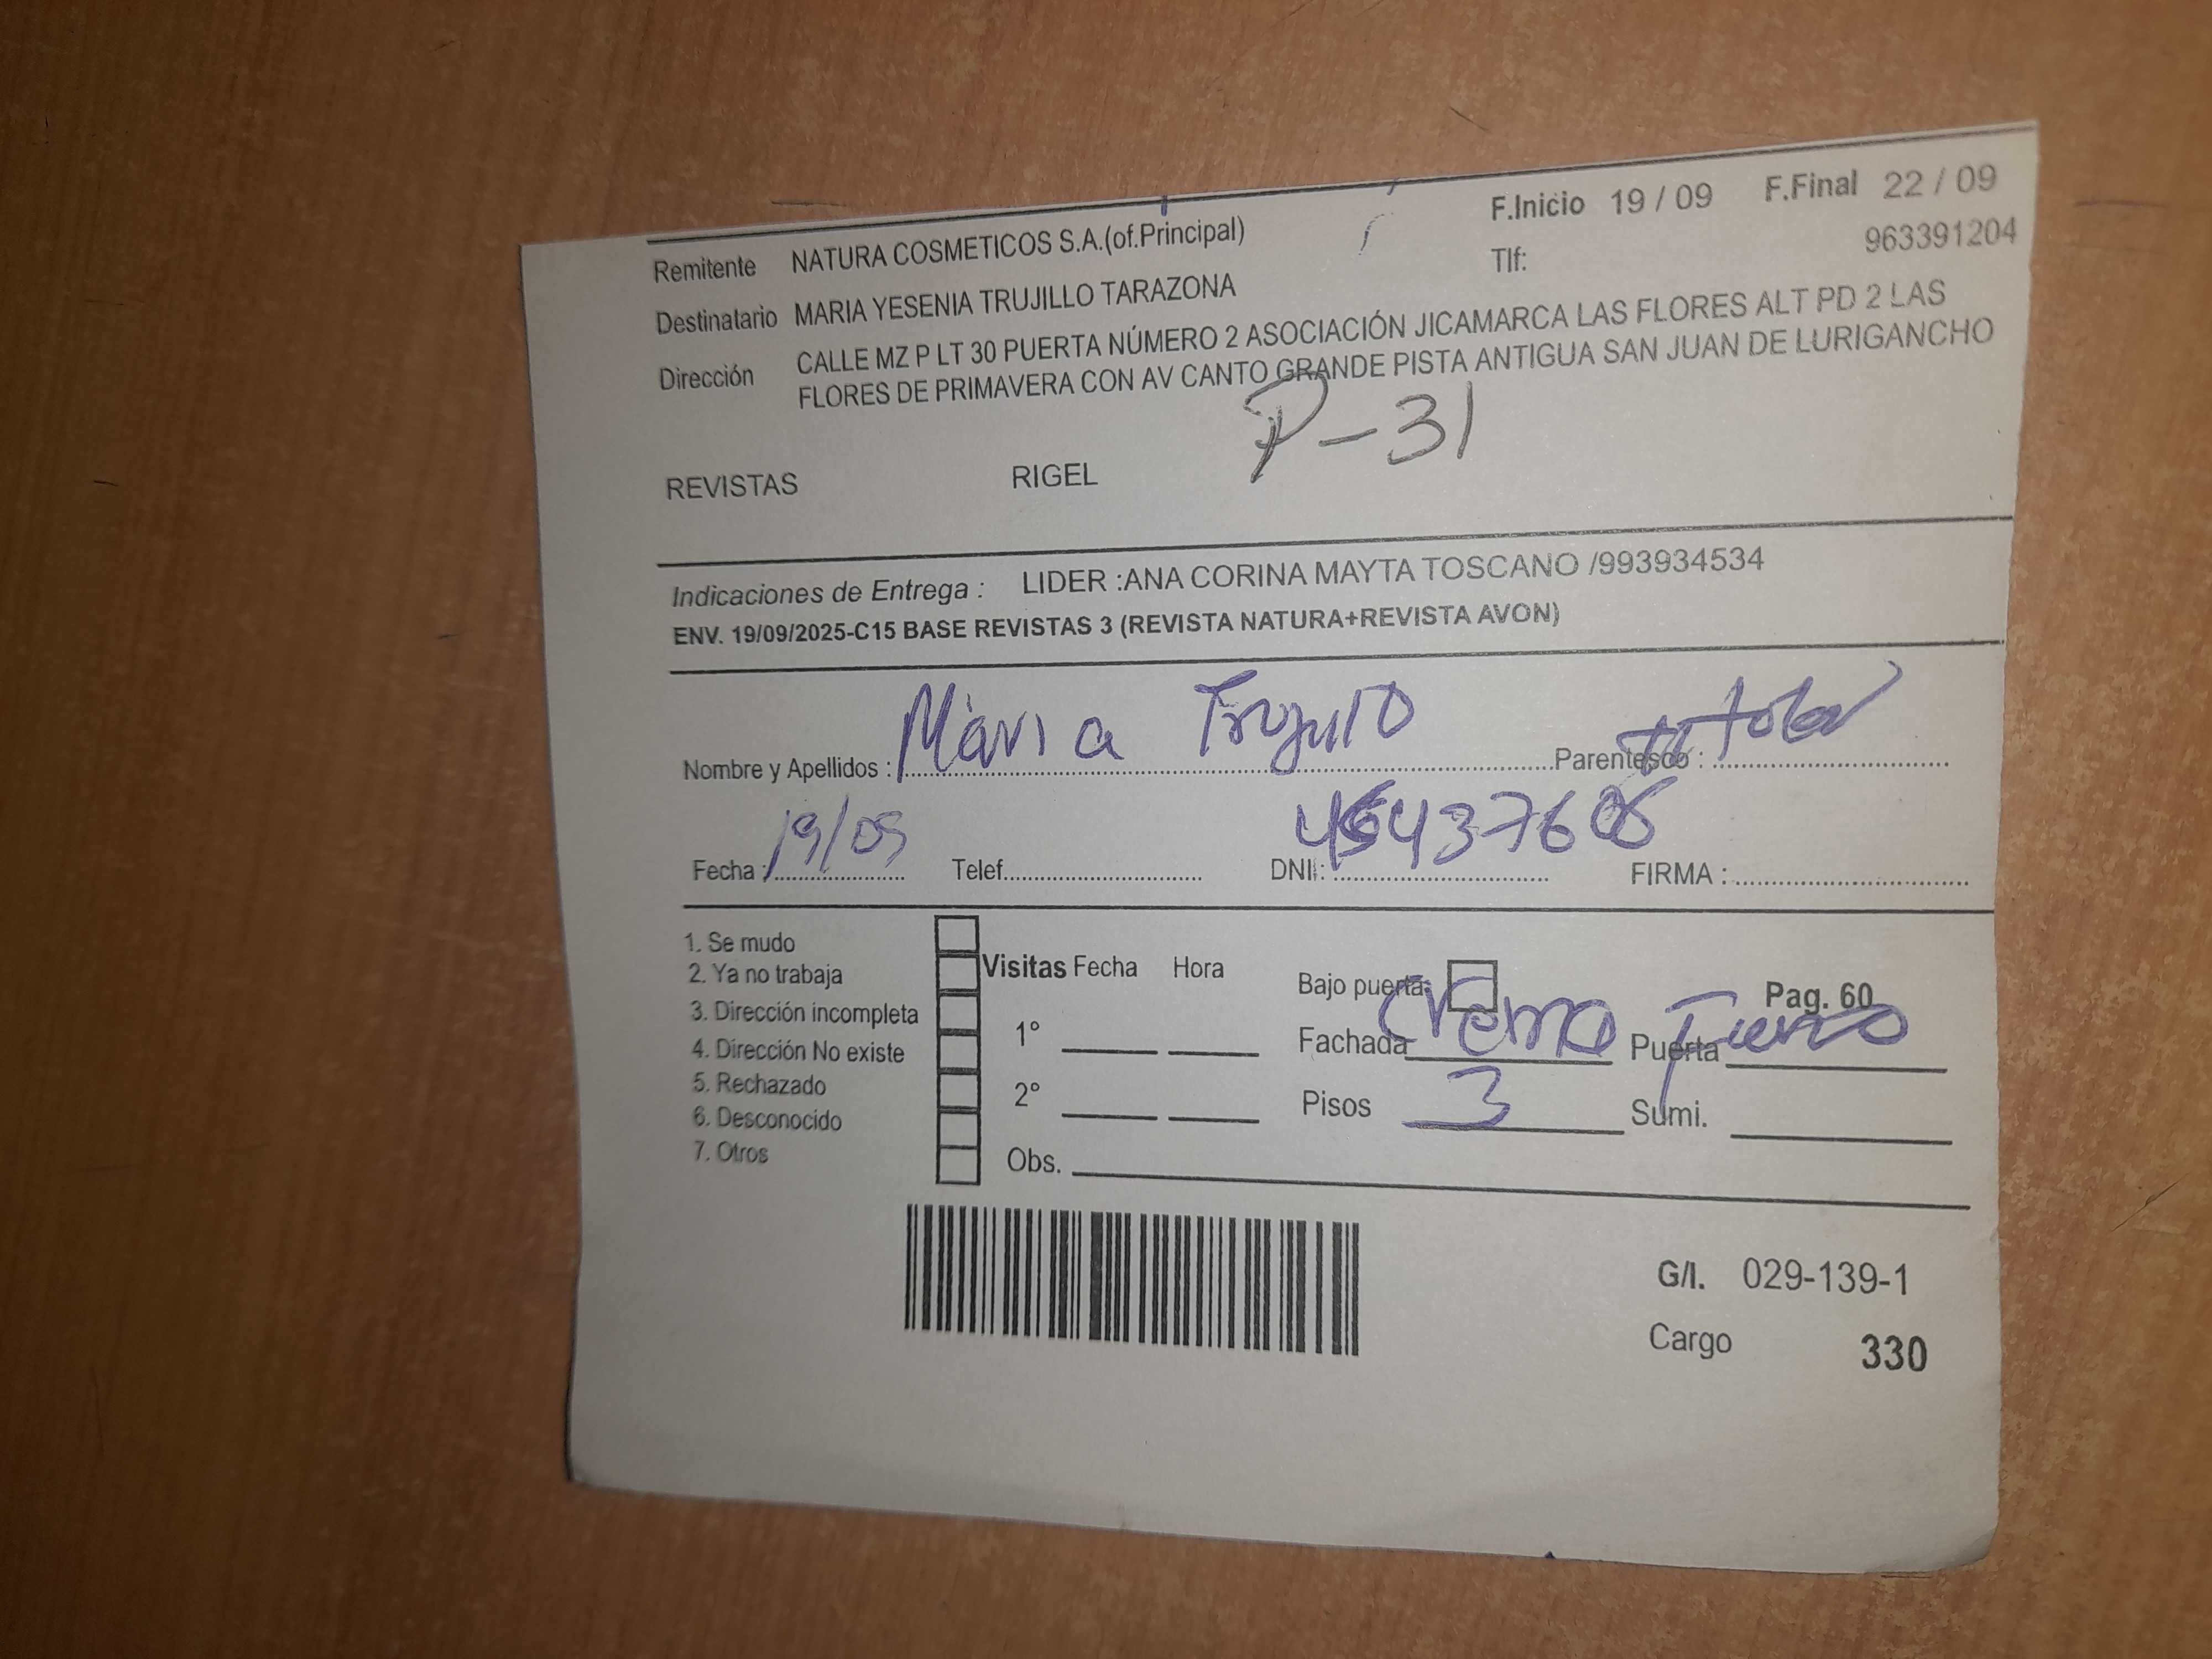 F.Inicio 19 / 09 F.Final 22 / 09
Remitente NATURA COSMETICOS S.A.(of.Principal) Tlf: 963391204
Destinatario MARIA YESENIA TRUJILLO TARAZONA
Dirección CALLE MZ P LT 30 PUERTA NÚMERO 2 ASOCIACIÓN JICAMARCA LAS FLORES ALT PD 2 LAS
FLORES DE PRIMAVERA CON AV CANTO GRANDE PISTA ANTIGUA SAN JUAN DE LURIGANCHO
P-31
REVISTAS RIGEL
Indicaciones de Entrega : LIDER :ANA CORINA MAYTA TOSCANO /993934534
ENV. 19/09/2025-C15 BASE REVISTAS 3 (REVISTA NATURA+REVISTA AVON)
Nombre y Apellidos : Maria Trujillo Parentesco : titular
Fecha : 19/09 Telef. DNI: FIRMA :
1. Se mudo
2. Ya no trabaja
3. Dirección incompleta
4. Dirección No existe
5. Rechazado
6. Desconocido
7. Otros
Visitas Fecha Hora
1°
2°
Obs.
Bajo puerta: Pag. 60
Fachada Crema Puerta Fierro
Pisos 3 Sumi.
G/I. 029-139-1
Cargo 330